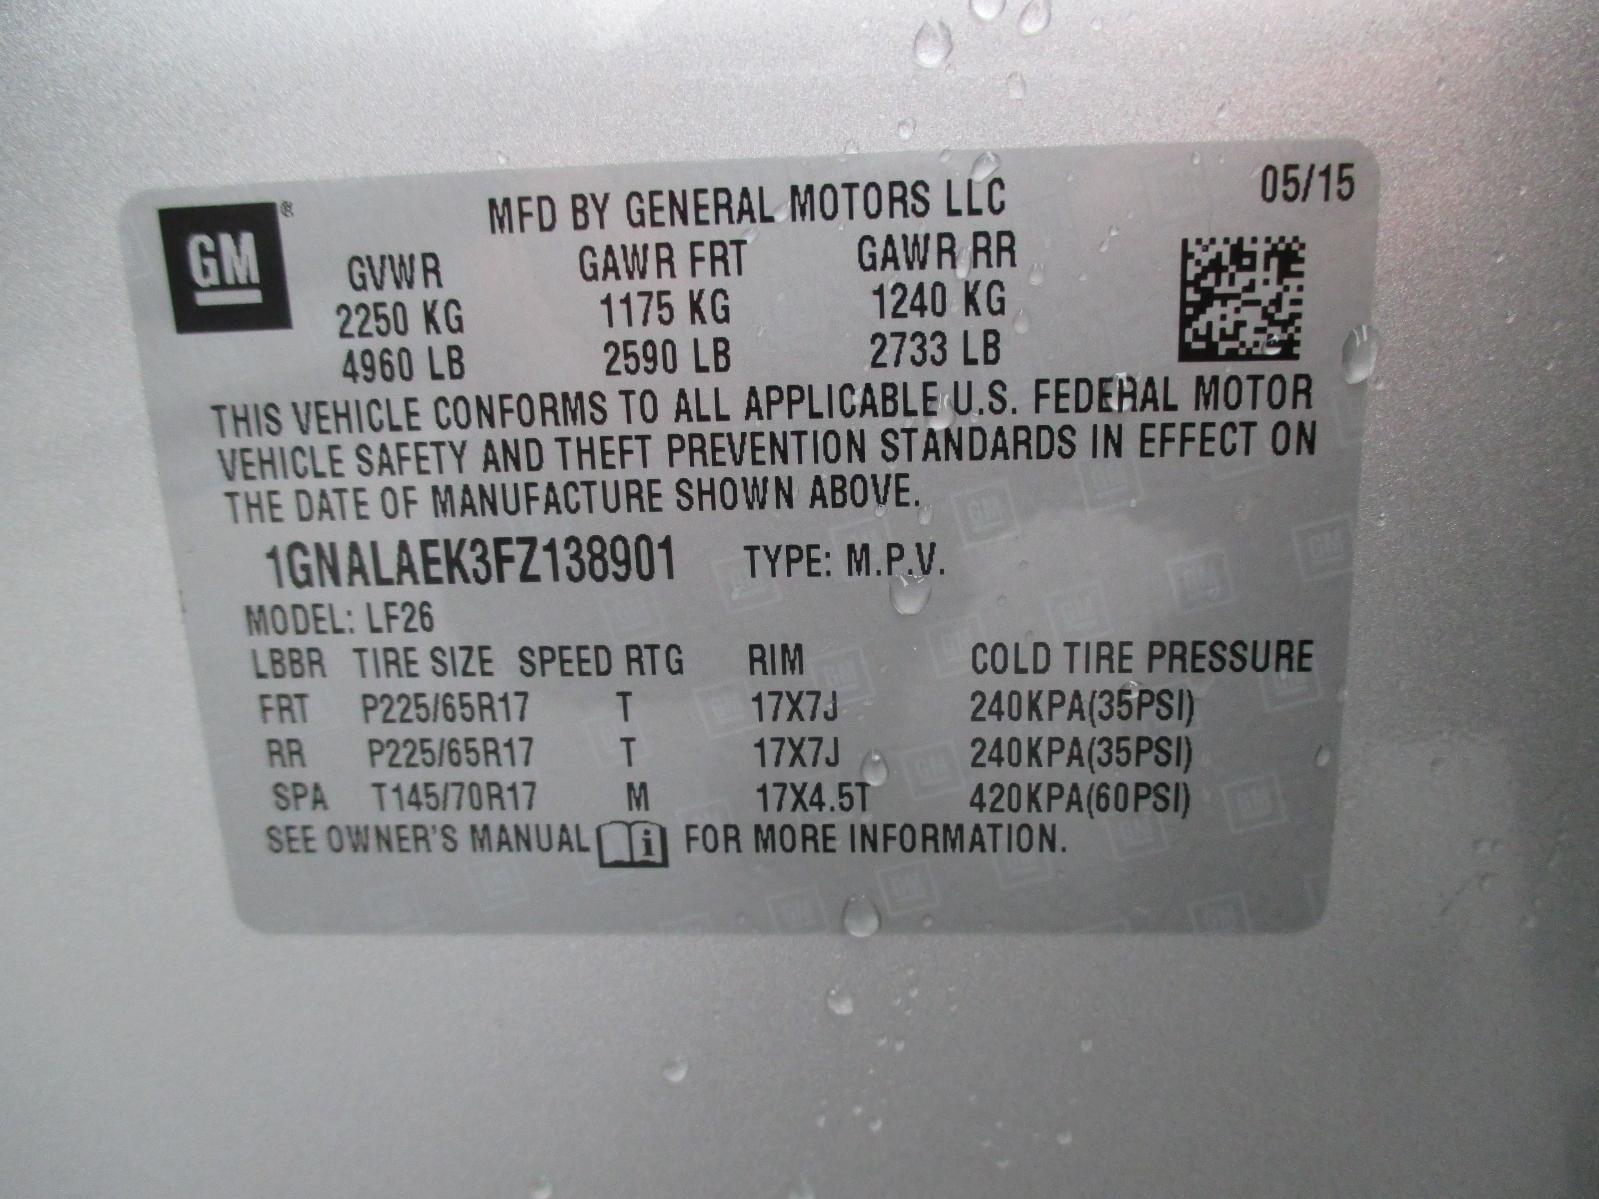 GM ® MFD BY GENERAL MOTORS LLC 05/15
GVWR GAWR FRT GAWR RR
2250 KG 1175 KG 1240 KG
4960 LB 2590 LB 2733 LB
THIS VEHICLE CONFORMS TO ALL APPLICABLE U.S. FEDERAL MOTOR
VEHICLE SAFETY AND THEFT PREVENTION STANDARDS IN EFFECT ON
THE DATE OF MANUFACTURE SHOWN ABOVE.
1GNALAEK3FZ138901 TYPE: M.P.V.
MODEL: LF26
LBBR TIRE SIZE SPEED RTG RIM COLD TIRE PRESSURE
FRT P225/65R17 T 17X7J 240KPA(35PSI)
RR P225/65R17 T 17X7J 240KPA(35PSI)
SPA T145/70R17 M 17X4.5T 420KPA(60PSI)
SEE OWNER'S MANUAL i FOR MORE INFORMATION.